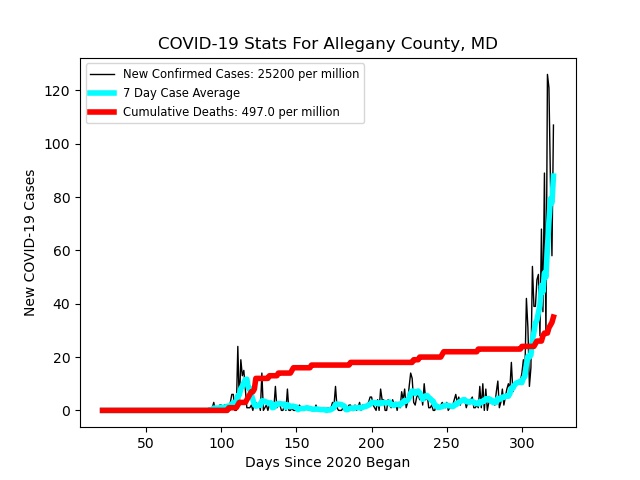 COVID-19 Stats For Allegany County, MD
New Confirmed Cases: 25200 per million
7 Day Case Average
Cumulative Deaths: 497.0 per million
New COVID-19 Cases
120
100
80
60
40
20
0
50
100
150
200
250
300
Days Since 2020 Began